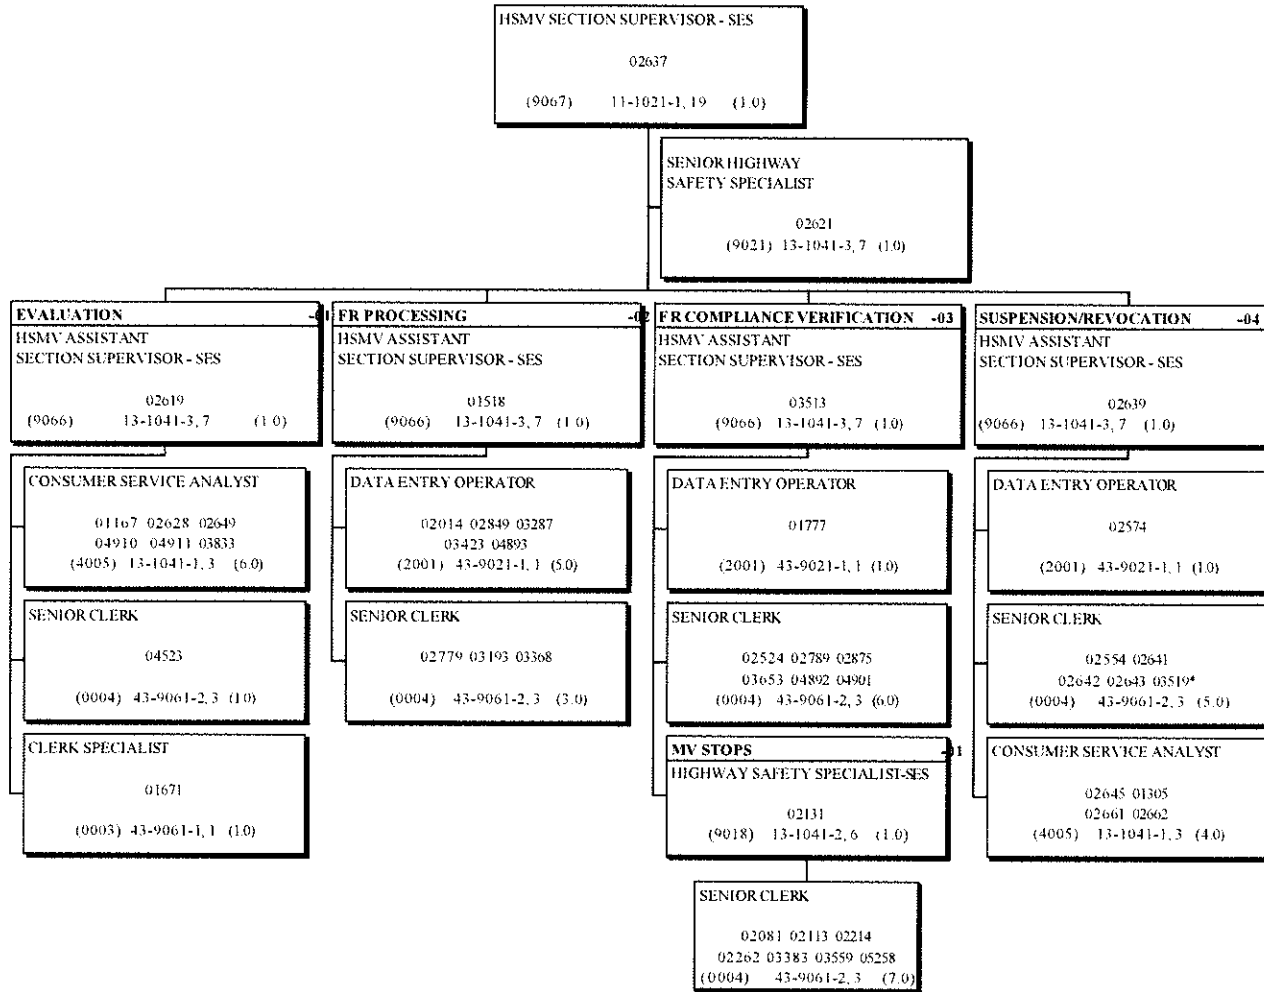 HSMV SECTION SUPERVISOR - SES
02637
(9067) 11-1021-1, 19 (1.0)
SENIOR HIGHWAY
SAFETY SPECIALIST
02621
(9021) 13-1041-3, 7 (1.0)
EVALUATION -01
HSMV ASSISTANT
SECTION SUPERVISOR - SES
02619
(9066) 13-1041-3, 7 (1.0)
CONSUMER SERVICE ANALYST
01167 02628 02649
04910 04911 03833
(4005) 13-1041-1, 3 (6.0)
SENIOR CLERK
04523
(0004) 43-9061-2, 3 (1.0)
CLERK SPECIALIST
01671
(0003) 43-9061-1, 1 (1.0)
FR PROCESSING -02
HSMV ASSISTANT
SECTION SUPERVISOR - SES
01518
(9066) 13-1041-3, 7 (1.0)
DATA ENTRY OPERATOR
02014 02849 03287
03423 04893
(2001) 43-9021-1, 1 (5.0)
SENIOR CLERK
02779 03193 03368
(0004) 43-9061-2, 3 (3.0)
FR COMPLIANCE VERIFICATION -03
HSMV ASSISTANT
SECTION SUPERVISOR - SES
03513
(9066) 13-1041-3, 7 (1.0)
DATA ENTRY OPERATOR
01777
(2001) 43-9021-1, 1 (1.0)
SENIOR CLERK
02524 02789 02875
03653 04892 04901
(0004) 43-9061-2, 3 (6.0)
MV STOPS -01
HIGHWAY SAFETY SPECIALIST-SES
02131
(9018) 13-1041-2, 6 (1.0)
SENIOR CLERK
02081 02113 02214
02262 03383 03559 05258
(0004) 43-9061-2, 3 (7.0)
SUSPENSION/REVOCATION -04
HSMV ASSISTANT
SECTION SUPERVISOR - SES
02639
(9066) 13-1041-3, 7 (1.0)
DATA ENTRY OPERATOR
02574
(2001) 43-9021-1, 1 (1.0)
SENIOR CLERK
02554 02641
02642 02643 03519*
(0004) 43-9061-2, 3 (5.0)
CONSUMER SERVICE ANALYST
02645 01305
02661 02662
(4005) 13-1041-1, 3 (4.0)